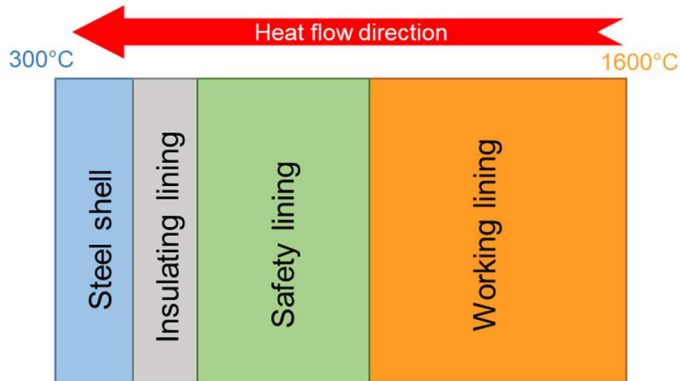 Heat flow direction
300°C
1600°C
Steel shell
Insulating lining
Safety lining
Working lining